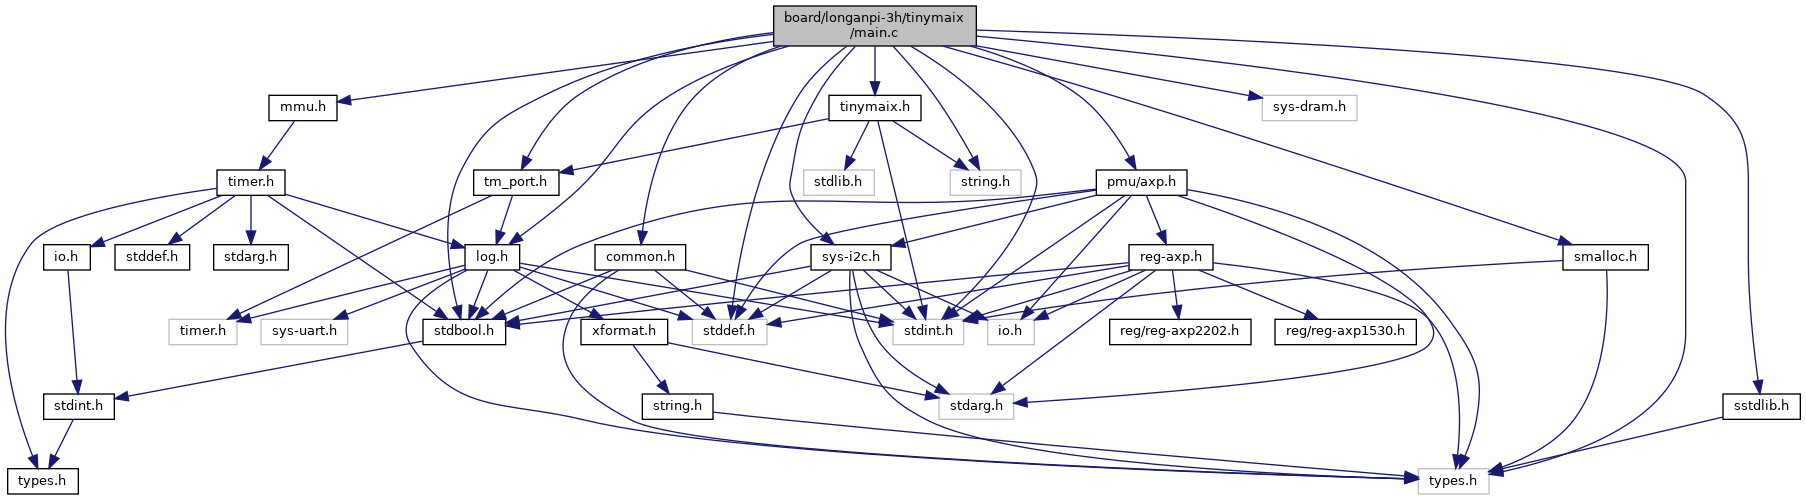 board/longanpi-3h/tinymaix
/main.c
mmu.h
tinymaix.h
sys-dram.h
timer.h
tm_port.h
stdlib.h
string.h
pmu/axp.h
io.h
stddef.h
stdarg.h
log.h
common.h
sys-i2c.h
reg-axp.h
smalloc.h
timer.h
sys-uart.h
stdbool.h
xformat.h
stddef.h
stdint.h
io.h
reg/reg-axp2202.h
reg/reg-axp1530.h
stdint.h
string.h
stdarg.h
sstdlib.h
types.h
types.h